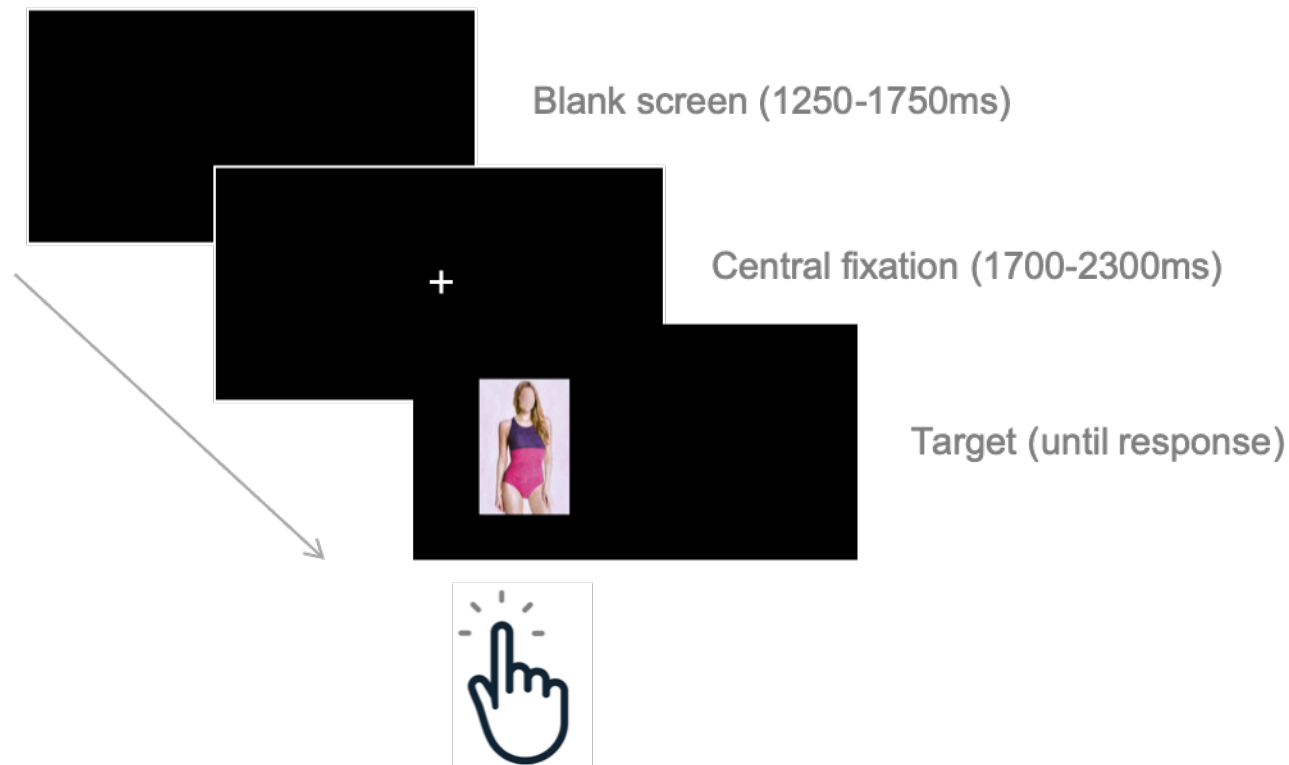 Blank screen (1250-1750ms)
Central fixation (1700-2300ms)
Target (until response)